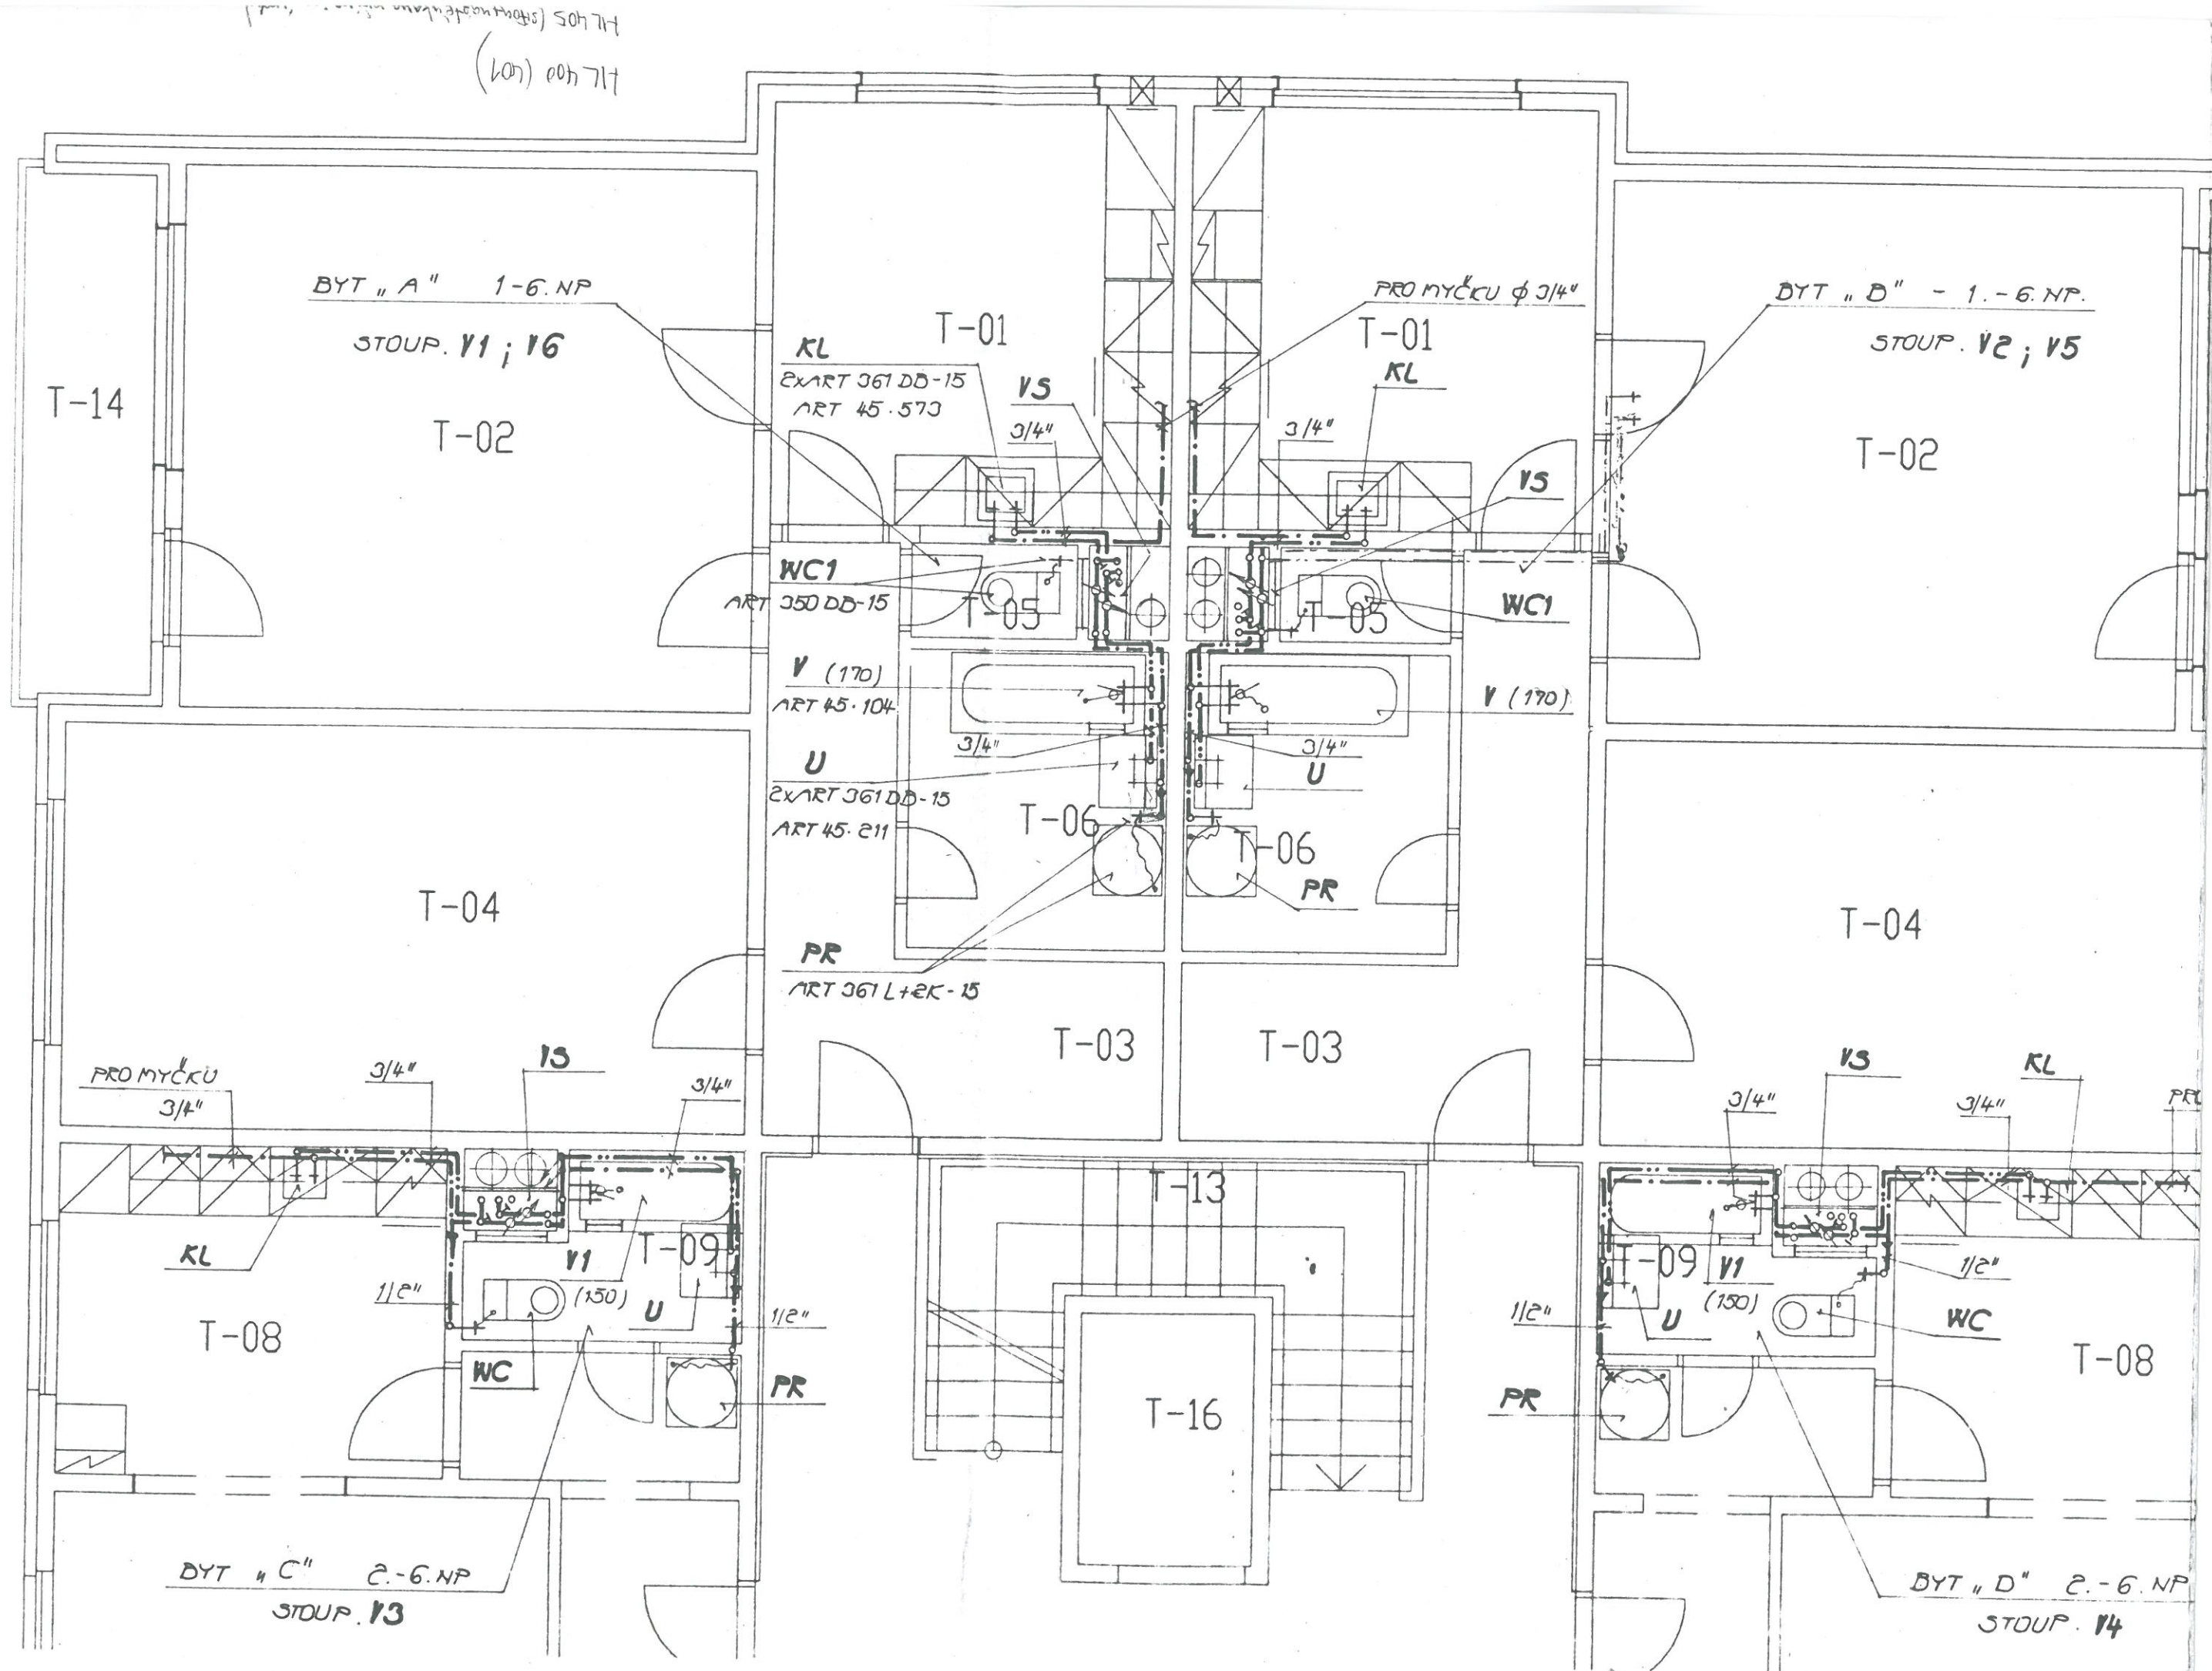 HL 405
HL 400 (401)
BYT „A" 1-6.NP
STOUP. V1 ; V6
T-14
T-02
T-01
KL
2xART 361 DB-15
ART 45.573
VS
3/4"
PRO MYČKU ϕ 3/4"
T-01
KL
3/4"
VS
BYT „B" - 1.-6.NP.
STOUP. V2 ; V5
T-02
WC1
ART 350 DB-15
T-05
T-05
WC1
V (170)
ART 45.104
3/4"
V (170)
3/4"
U
2xART 361 DB-15
ART 45.211
U
T-06
T-06
PR
PR
ART 361 L+2K-15
T-04
T-04
T-03
T-03
PRO MYČKU
3/4"
3/4"
VS
3/4"
KL
1/2"
V1
(150)
T-09
U
1/2"
WC
PR
T-08
T-13
T-16
3/4"
VS
KL
3/4"
T-09
V1
(150)
U
1/2"
1/2"
WC
PR
T-08
BYT „C" 2.-6.NP
STOUP. V3
BYT „D" 2.-6.NP
STOUP. V4